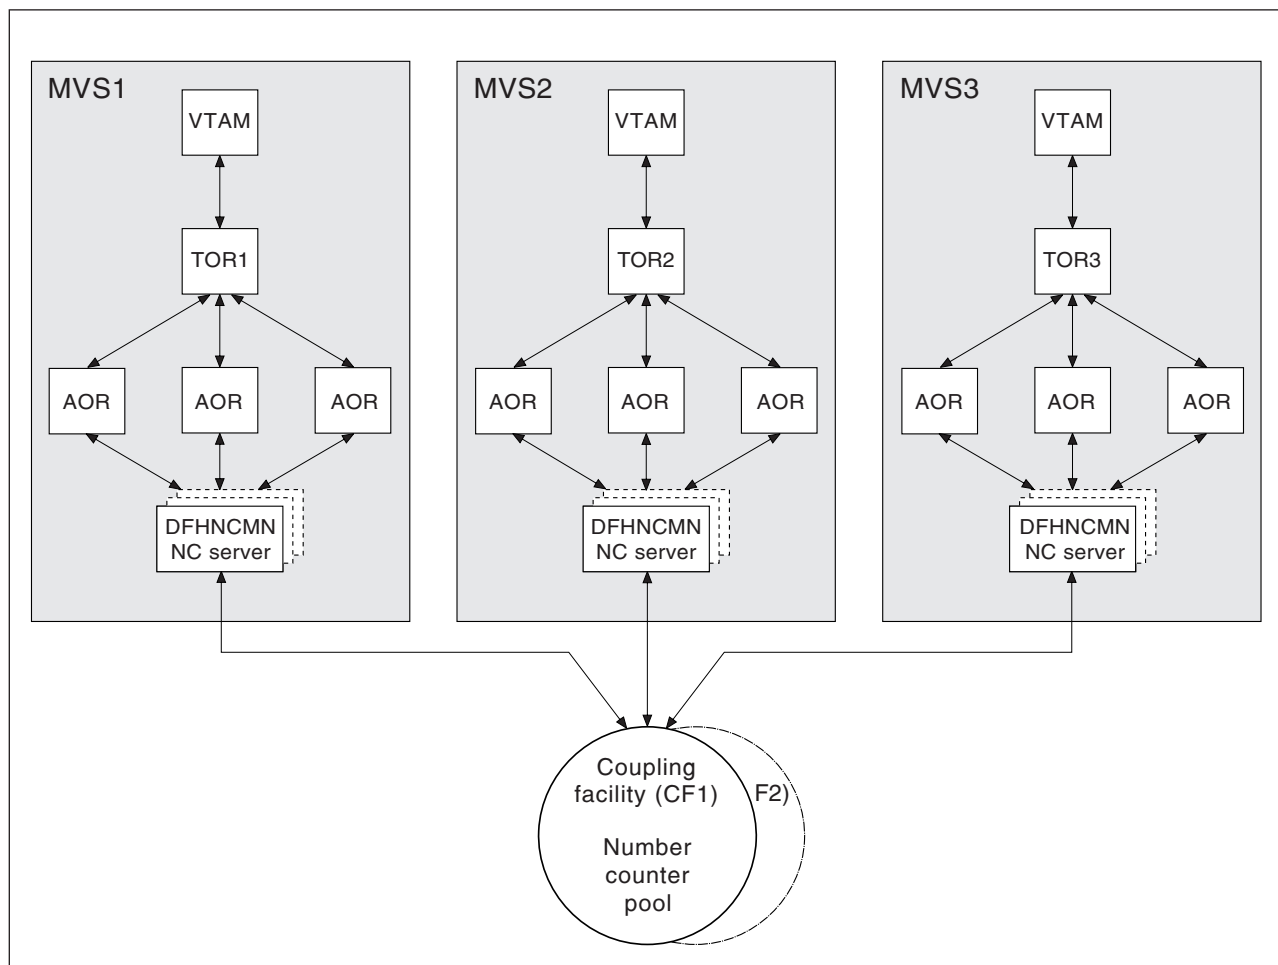 MVS1
VTAM
TOR1
AOR
AOR
AOR
DFHNCMN
NC server
MVS2
VTAM
TOR2
AOR
AOR
AOR
DFHNCMN
NC server
MVS3
VTAM
TOR3
AOR
AOR
AOR
DFHNCMN
NC server
Coupling
facility (CF1)
F2)
Number
counter
pool